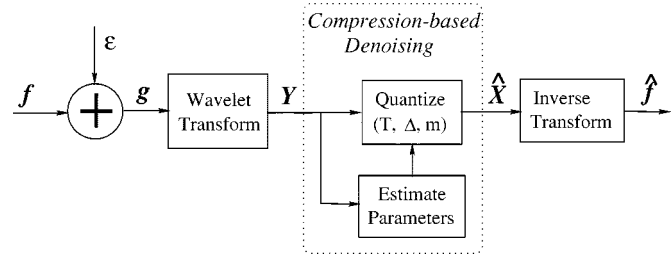 Compression-based
Denoising
ε
f
+
g
Wavelet
Transform
Y
Quantize
(T, Δ, m)
X̂
Inverse
Transform
f̂
Estimate
Parameters